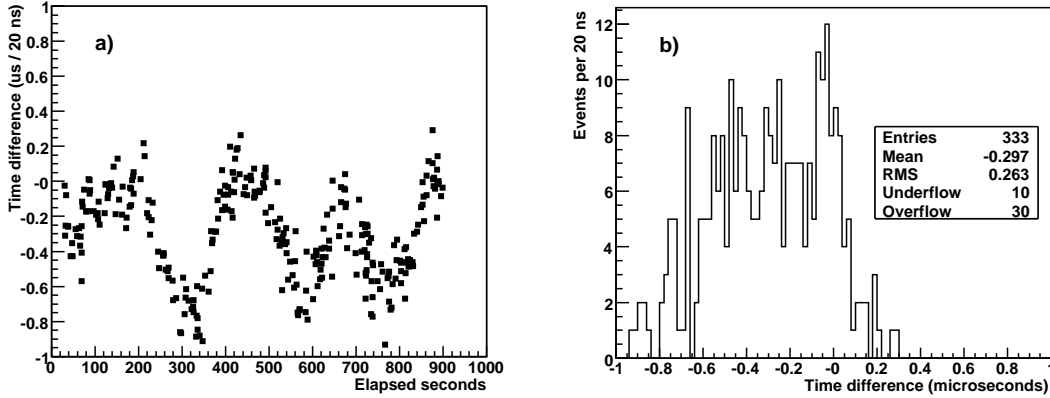 a)
Time difference (us / 20 ns)
1
0.8
0.6
0.4
0.2
-0
-0.2
-0.4
-0.6
-0.8
-1
0 100 200 300 400 500 600 700 800 900 1000
Elapsed seconds
b)
Events per 20 ns
12
10
8
6
4
2
0
-1 -0.8 -0.6 -0.4 -0.2 -0 0.2 0.4 0.6 0.8 1
Time difference (microseconds)
Entries 333
Mean -0.297
RMS 0.263
Underflow 10
Overflow 30